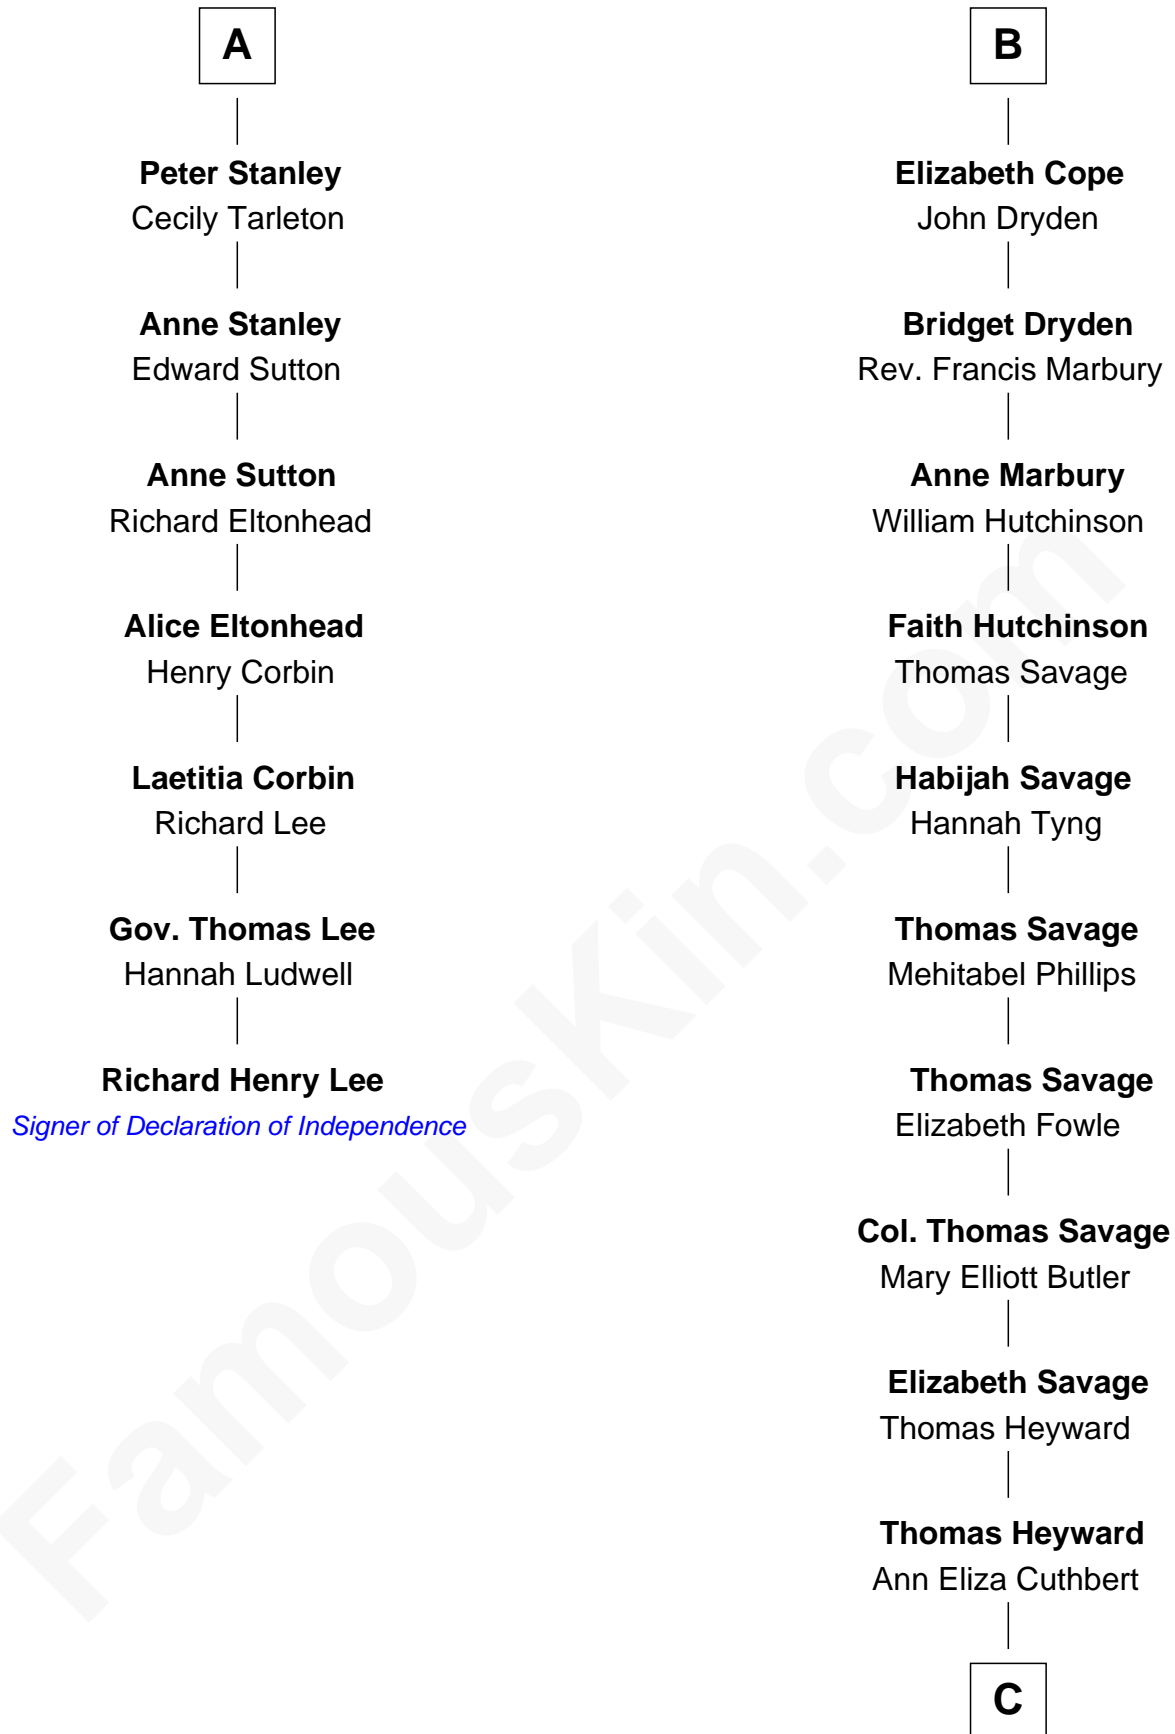 A
Peter Stanley
Cecily Tarleton
Anne Stanley
Edward Sutton
Anne Sutton
Richard Eltonhead
Alice Eltonhead
Henry Corbin
Laetitia Corbin
Richard Lee
Gov. Thomas Lee
Hannah Ludwell
Richard Henry Lee
Signer of Declaration of Independence
B
Elizabeth Cope
John Dryden
Bridget Dryden
Rev. Francis Marbury
Anne Marbury
William Hutchinson
Faith Hutchinson
Thomas Savage
Habijah Savage
Hannah Tyng
Thomas Savage
Mehitabel Phillips
Thomas Savage
Elizabeth Fowle
Col. Thomas Savage
Mary Elliott Butler
Elizabeth Savage
Thomas Heyward
Thomas Heyward
Ann Eliza Cuthbert
C
FamousKin.com